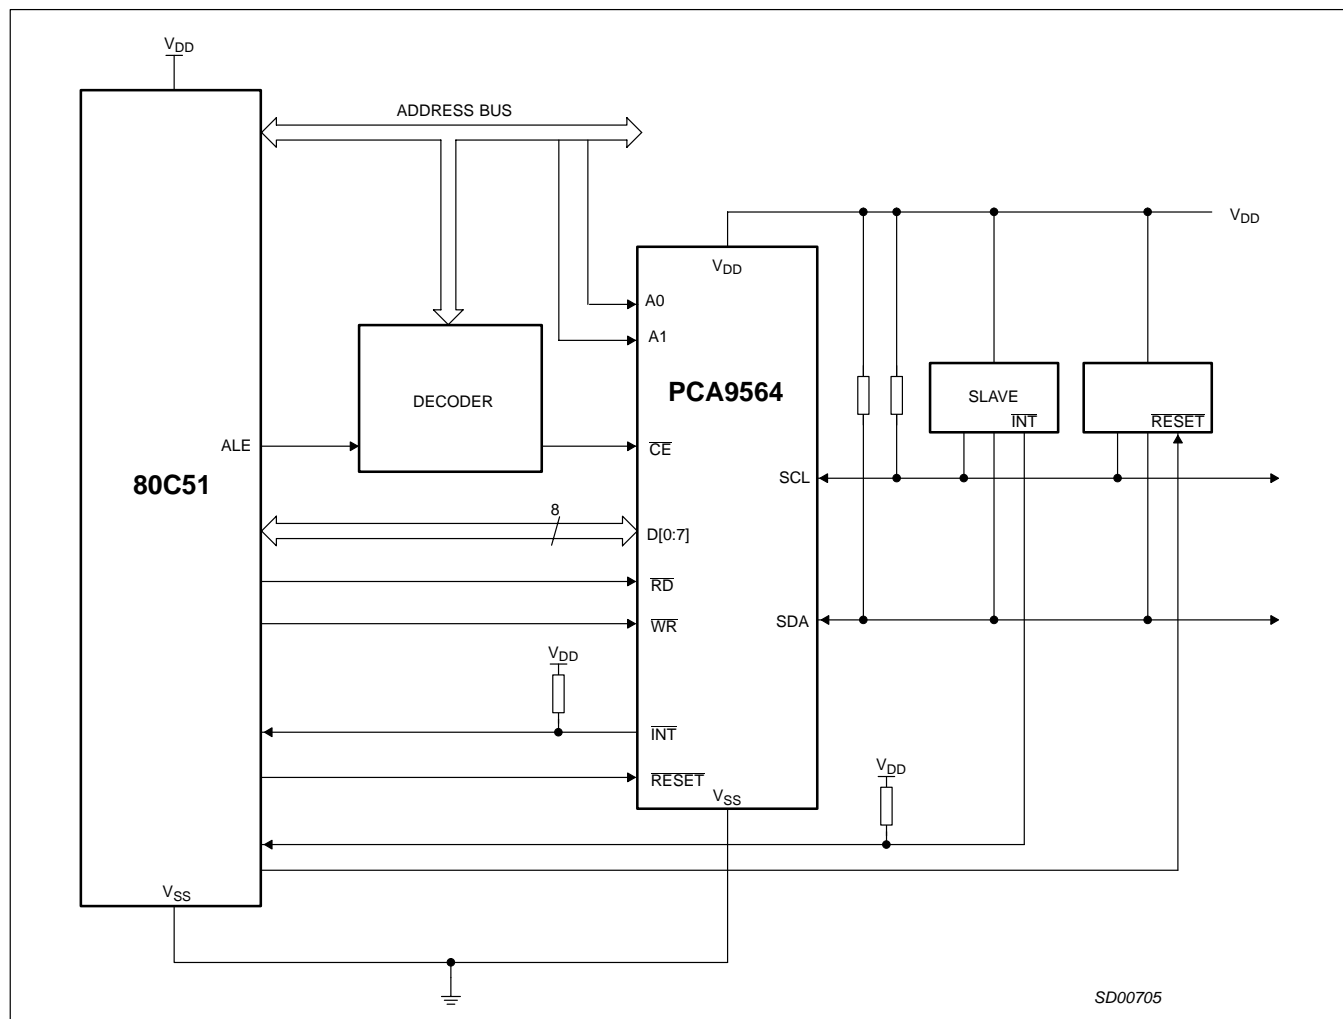 VDD
ADDRESS BUS
VDD
VDD
A0
A1
PCA9564
DECODER
SLAVE
INT
RESET
ALE
CE
80C51
SCL
8
D[0:7]
RD
WR
SDA
VDD
INT
RESET
VDD
VSS
VSS
SD00705